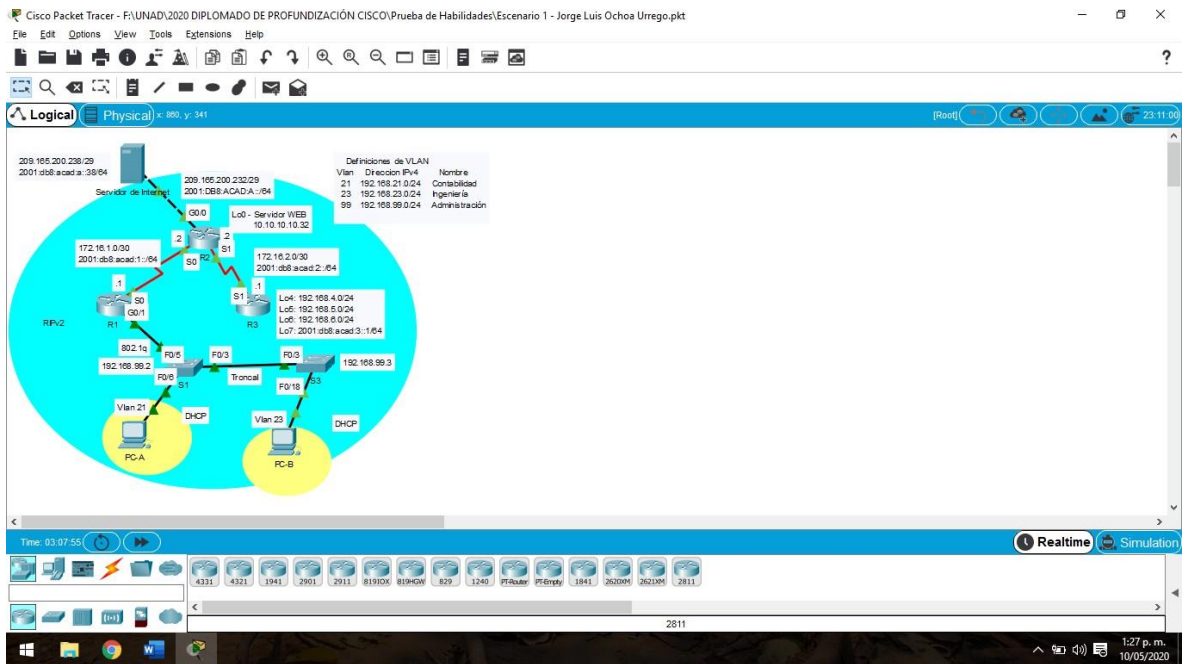 Cisco Packet Tracer - F:\UNAD\2020 DIPLOMADO DE PROFUNDIZACIÓN CISCO\Prueba de Habilidades\Escenario 1 - Jorge Luis Ochoa Urrego.pkt
File Edit Options View Tools Extensions Help
?
Logical Physical x: 860, y: 341 [Root] 23:11:00
209.165.200.238/29
2001:db8:acad:a::38/64
Servidor de Internet
209.165.200.232/29
2001:DB8:ACAD:A::/64
Definiciones de VLAN
Vlan Direccion IPv4 Nombre
21 192.168.21.0/24 Contabilidad
23 192.168.23.0/24 Ingeniería
99 192.168.99.0/24 Administración
G0/0
Lo0 - Servidor WEB
10.10.10.10.32
.2
.2
S0
R2
S1
172.16.1.0/30
2001:db8:acad:1::/64
172.16.2.0/30
2001:db8:acad:2::/64
.1
S0
G0/1
R1
RIPv2
.1
S1
R3
Lo4: 192.168.4.0/24
Lo5: 192.168.5.0/24
Lo6: 192.168.6.0/24
Lo7: 2001:db8:acad:3::1/64
802.1q
192.168.99.2
F0/5
F0/3
F0/3
192.168.99.3
F0/6
S1
Troncal
F0/18
S3
Vlan 21
DHCP
Vlan 23
DHCP
PC-A
PC-B
Time: 03:07:55 Realtime Simulation
4331 4321 1941 2901 2911 819IOX 819HGW 829 1240 PT-Router PT-Empty 1841 2620XM 2621XM 2811
2811
1:27 p. m.
10/05/2020